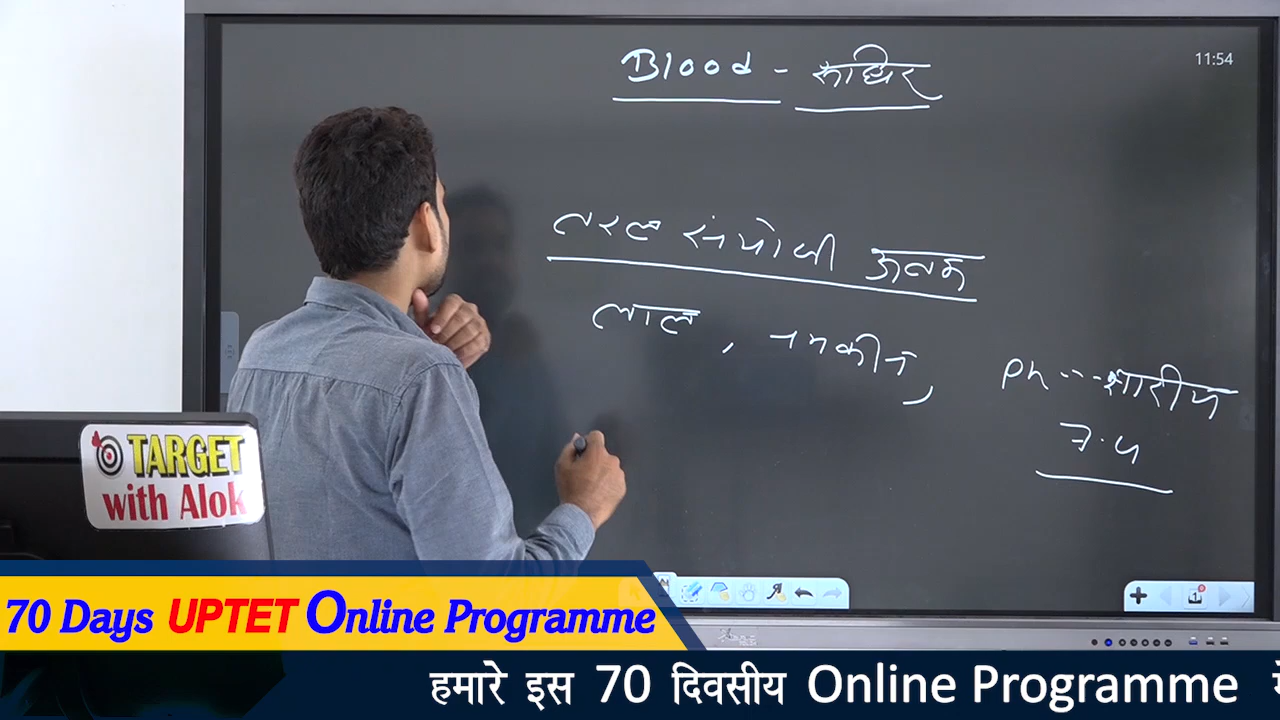 Blood - रूधिर
11:54
तरल संयोजी ऊतक
लाल, नमकीन,
Ph --- क्षारीय
7.4
TARGET
with Alok
70 Days UPTET Online Programme
हमारे इस 70 दिवसीय Online Programme